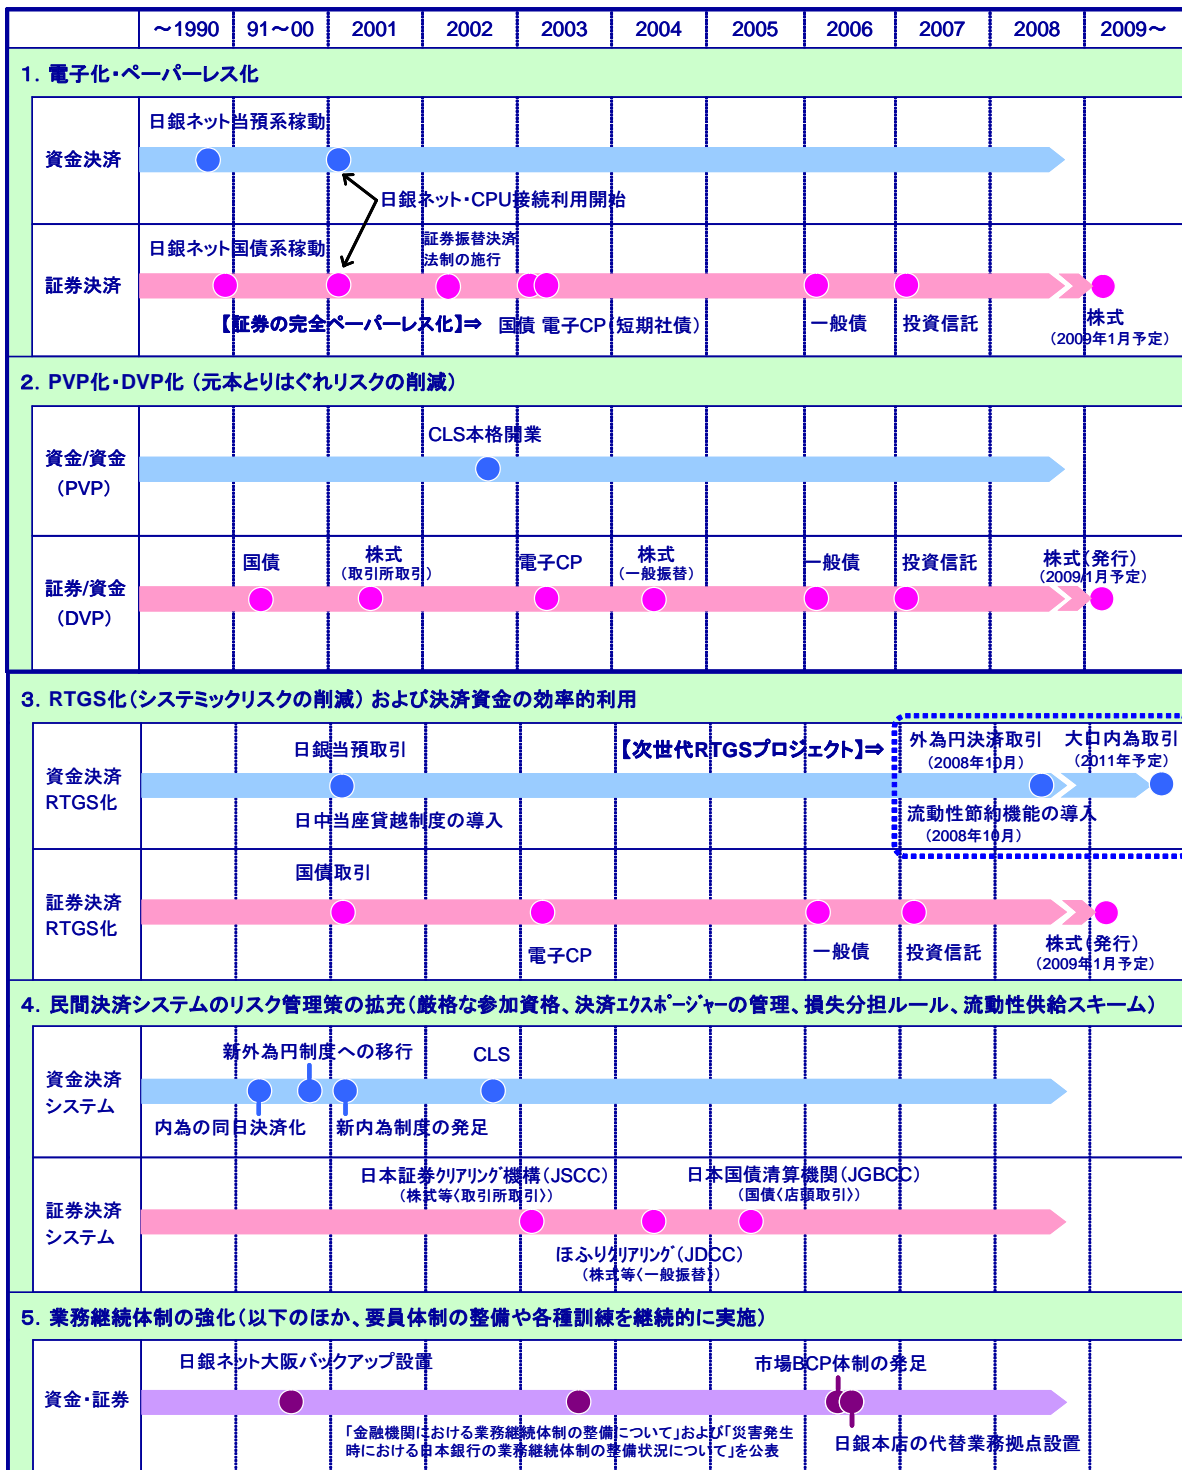 ～1990 91～00 2001 2002 2003 2004 2005 2006 2007 2008 2009～
1．電子化・ペーパーレス化
日銀ネット当預系稼動
資金決済
日銀ネット・CPU接続利用開始
日銀ネット国債系稼動
証券振替決済
法制の施行
証券決済
【証券の完全ペーパーレス化】⇒ 国債 電子CP（短期社債） 一般債 投資信託 株式
（2009年1月予定）
2．PVP化・DVP化 （元本とりはぐれリスクの削減）
CLS本格開業
資金/資金
（PVP）
国債 株式 電子CP 株式 一般債 投資信託 株式（発行）
（取引所取引） （一般振替） （2009/1月予定）
証券/資金
（DVP）
3．RTGS化（システミックリスクの削減） および決済資金の効率的利用
日銀当預取引 【次世代RTGSプロジェクト】⇒ 外為円決済取引 大口内為取引
（2008年10月） （2011年予定）
資金決済
RTGS化
日中当座貸越制度の導入 流動性節約機能の導入
（2008年10月）
国債取引
証券決済
RTGS化
電子CP 一般債 投資信託 株式（発行）
（2009年1月予定）
4．民間決済システムのリスク管理策の拡充（厳格な参加資格、決済ｴｸｽﾎﾟｰｼﾞｬｰの管理、損失分担ルール、流動性供給スキーム）
新外為円制度への移行 CLS
資金決済
システム
内為の同日決済化 新内為制度の発足
日本証券ｸﾘｱﾘﾝｸﾞ機構（JSCC） 日本国債清算機関（JGBCC）
（株式等〈取引所取引〉） （国債〈店頭取引〉）
証券決済
システム
ほふりｸﾘｱﾘﾝｸﾞ（JDCC）
（株式等〈一般振替〉）
5．業務継続体制の強化（以下のほか、要員体制の整備や各種訓練を継続的に実施）
日銀ネット大阪バックアップ設置 市場BCP体制の発足
資金・証券
「金融機関における業務継続体制の整備について」および「災害発生
時における日本銀行の業務継続体制の整備状況について」を公表
日銀本店の代替業務拠点設置